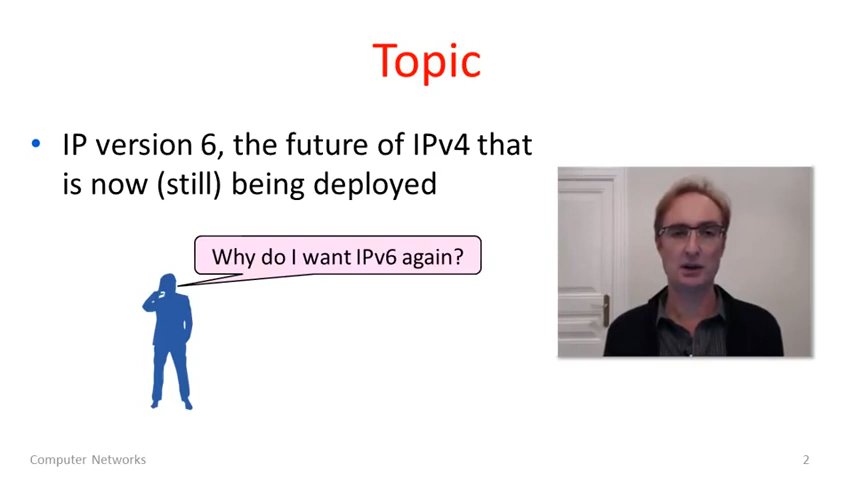 Topic
• IP version 6, the future of IPv4 that
is now (still) being deployed
Why do I want IPv6 again?
Computer Networks
2